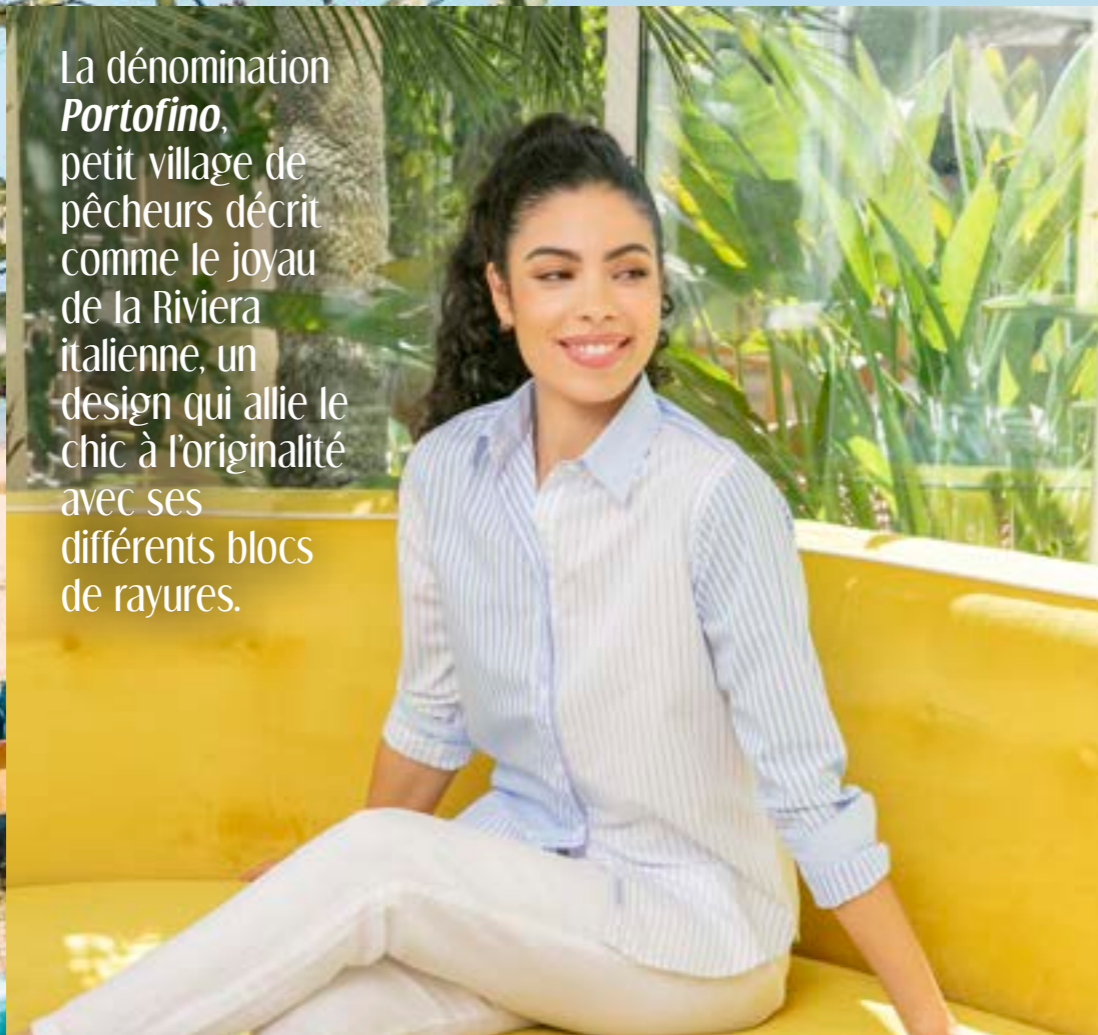 La dénomination
Portofino,
petit village de
pêcheurs décrit
comme le joyau
de la Riviera
italienne, un
design qui allie le
chic à l'originalité
avec ses
différents blocs
de rayures.